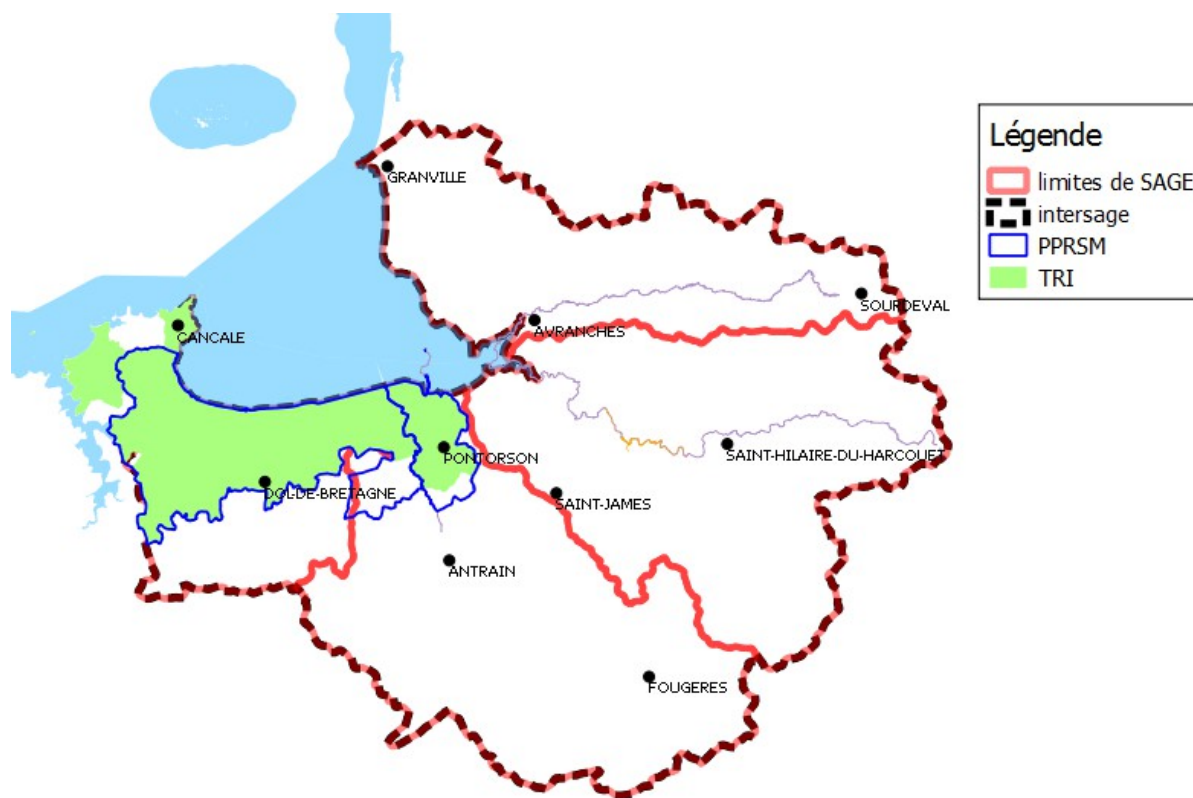 GRANVILLE
Légende
limites de SAGE
intersage
PPRSM
TRI
SOURDEVAL
AVRANCHES
CANCALE
PONTORSON
SAINT-HILAIRE-DU-HARCOUET
DOL-DE-BRETAGNE
SAINT-JAMES
ANTRAIN
FOUGERES